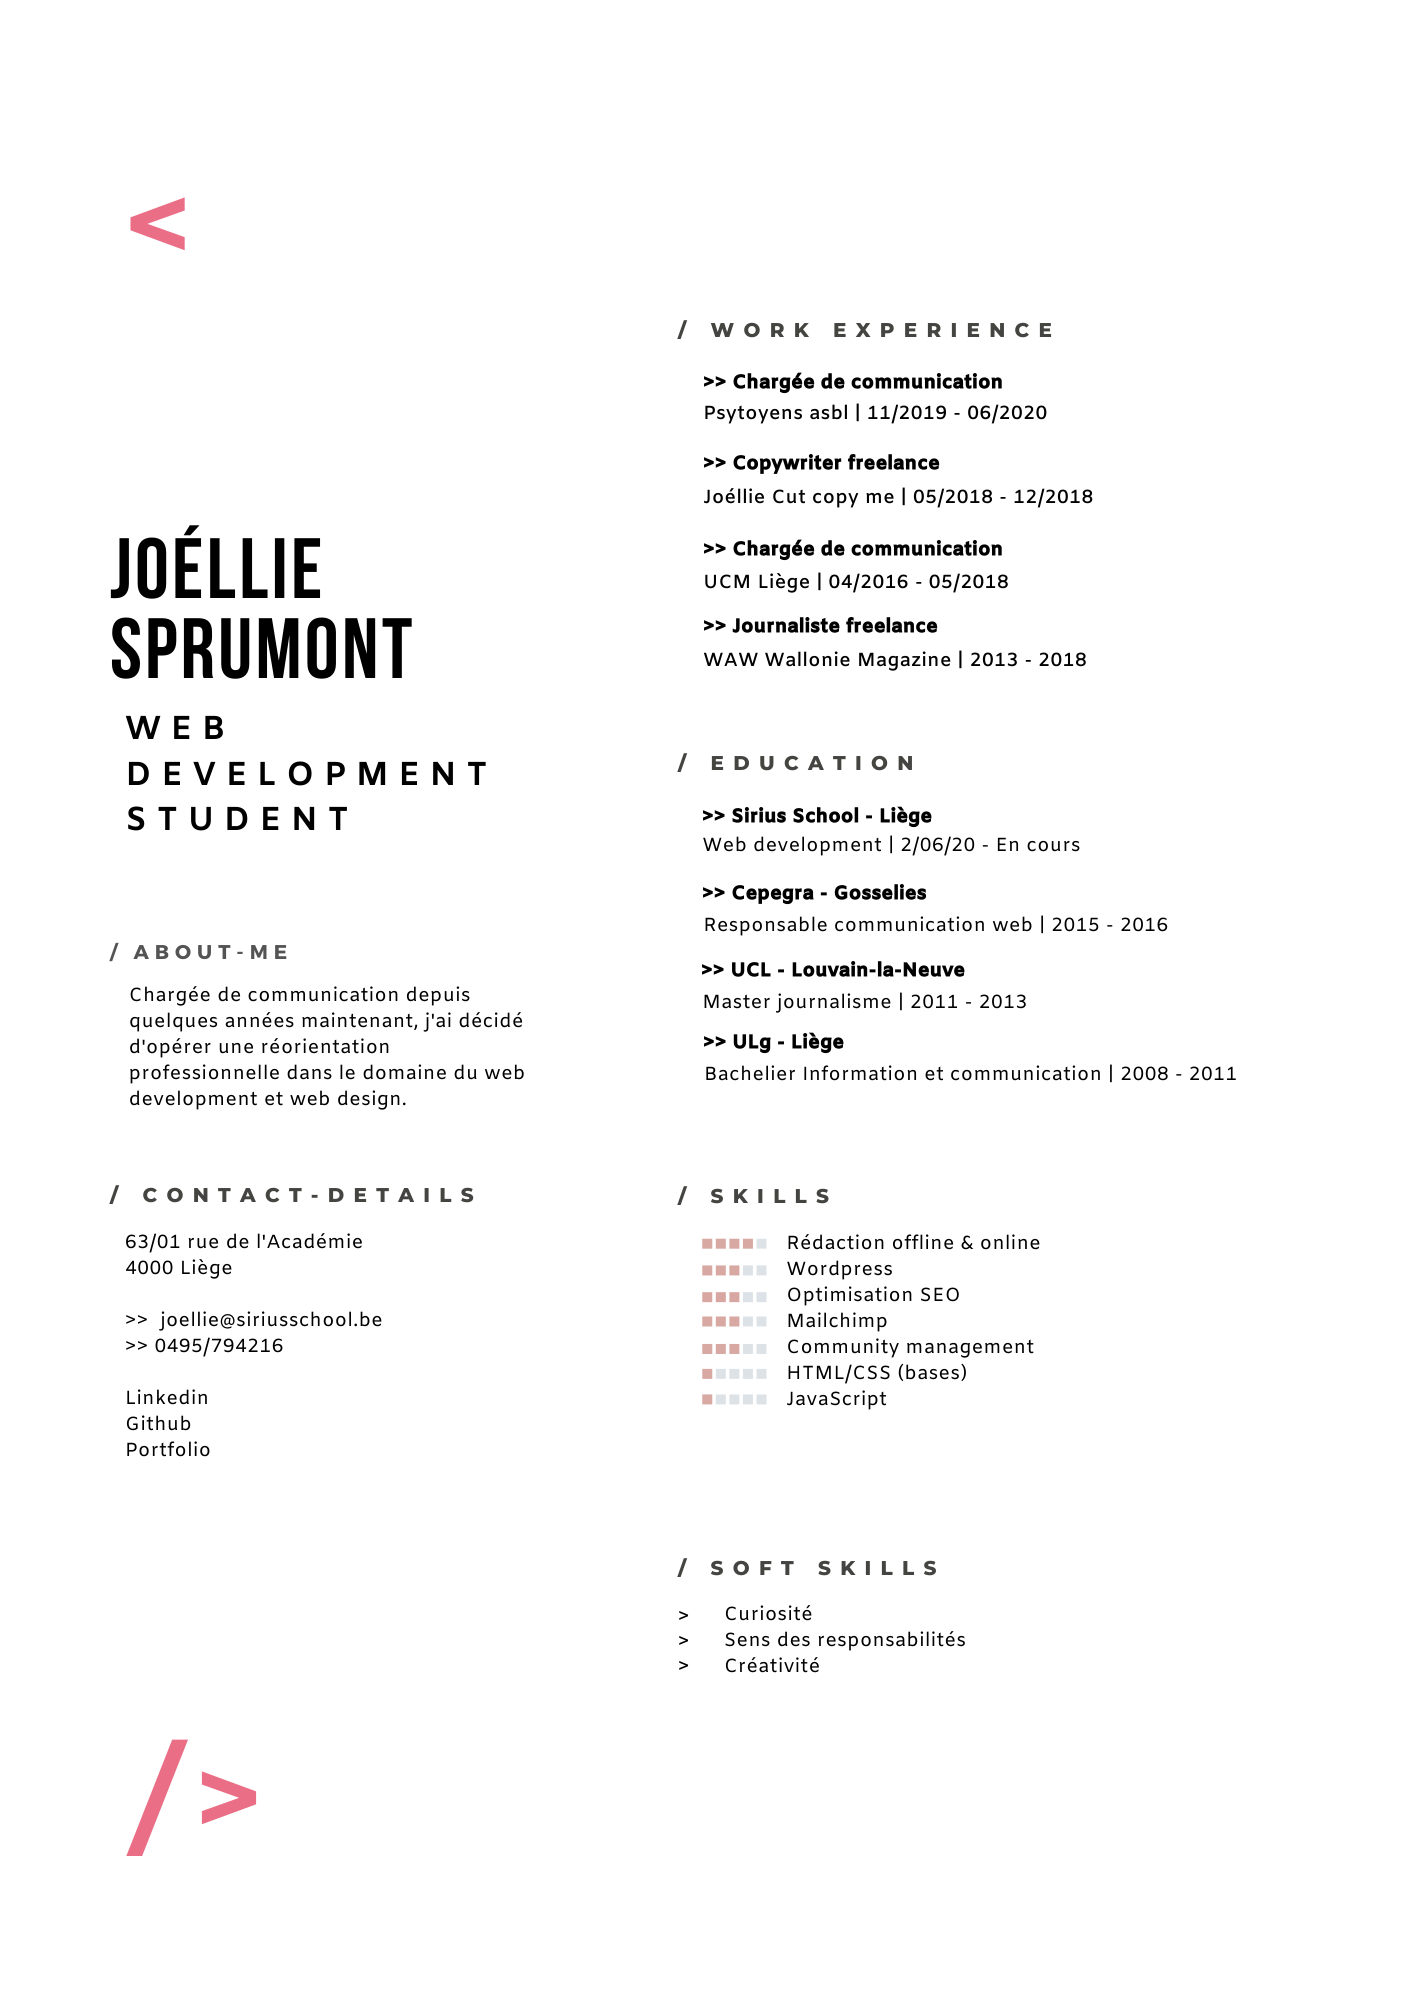 <
JOÉLLIE
SPRUMONT
WEB
DEVELOPMENT
STUDENT
/ ABOUT-ME
Chargée de communication depuis
quelques années maintenant, j'ai décidé
d'opérer une réorientation
professionnelle dans le domaine du web
development et web design.
/ CONTACT-DETAILS
63/01 rue de l'Académie
4000 Liège
>> joellie@siriusschool.be
>> 0495/794216
Linkedin
Github
Portfolio
/>
/ WORK EXPERIENCE
>> Chargée de communication
Psytoyens asbl | 11/2019 - 06/2020
>> Copywriter freelance
Joéllie Cut copy me | 05/2018 - 12/2018
>> Chargée de communication
UCM Liège | 04/2016 - 05/2018
>> Journaliste freelance
WAW Wallonie Magazine | 2013 - 2018
/ EDUCATION
>> Sirius School - Liège
Web development | 2/06/20 - En cours
>> Cepegra - Gosselies
Responsable communication web | 2015 - 2016
>> UCL - Louvain-la-Neuve
Master journalisme | 2011 - 2013
>> ULg - Liège
Bachelier Information et communication | 2008 - 2011
/ SKILLS
Rédaction offline & online
Wordpress
Optimisation SEO
Mailchimp
Community management
HTML/CSS (bases)
JavaScript
/ SOFT SKILLS
> Curiosité
> Sens des responsabilités
> Créativité